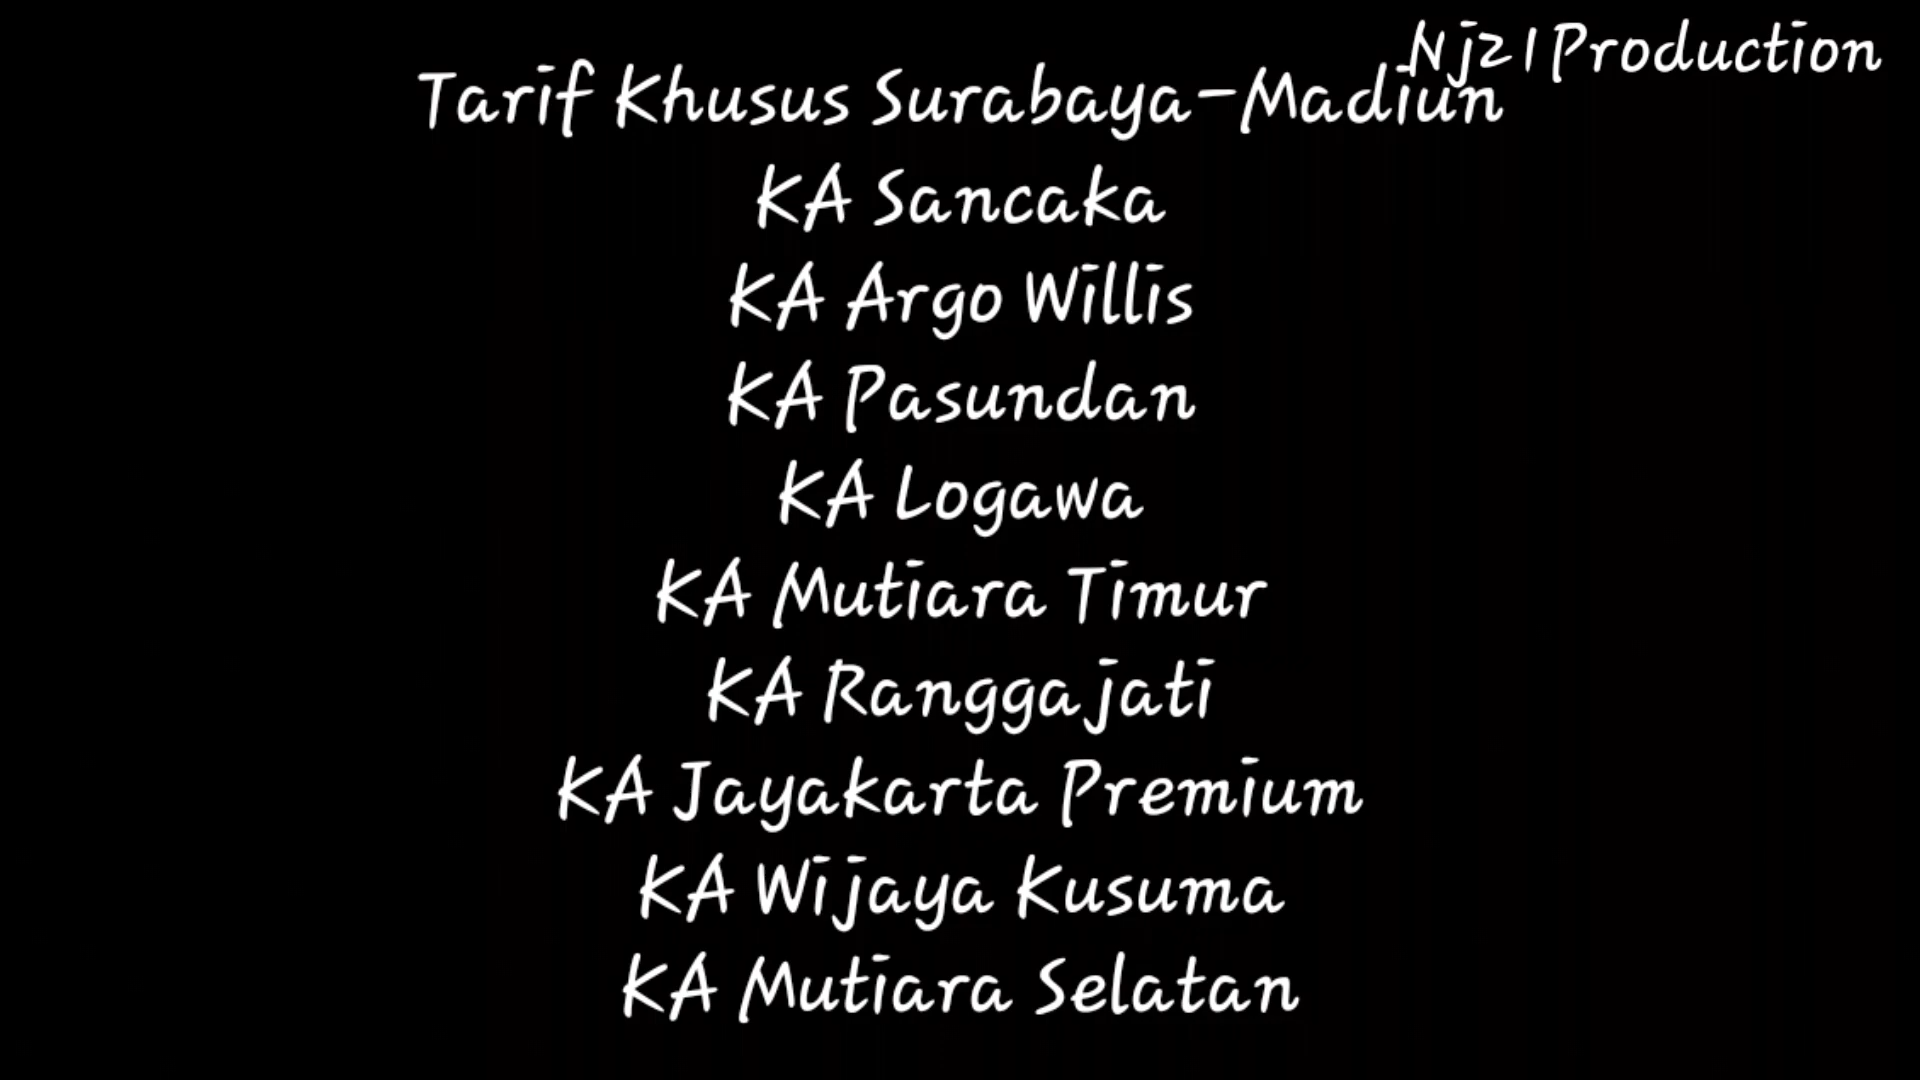 Nj21Production
Tarif Khusus Surabaya-Madiun
KA Sancaka
KA Argo Willis
KA Pasundan
KA Logawa
KA Mutiara Timur
KA Ranggajati
KA Jayakarta Premium
KA Wijaya Kusuma
KA Mutiara Selatan